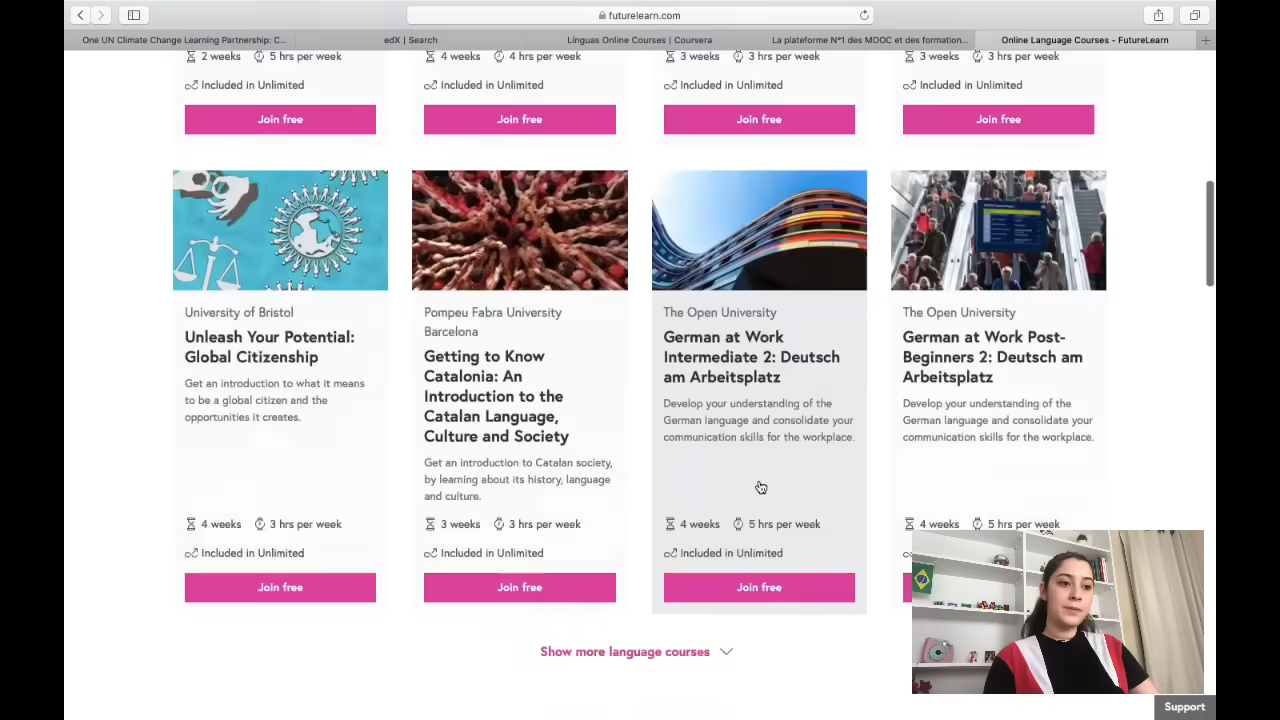 futurelearn.com
One UN Climate Change Learning Partnership: C...
edX | Search
Línguas Online Courses | Coursera
La plateforme N°1 des MOOC et des formation...
Online Language Courses - FutureLearn
2 weeks 5 hrs per week
4 weeks 4 hrs per week
3 weeks 3 hrs per week
3 weeks 3 hrs per week
Included in Unlimited
Included in Unlimited
Included in Unlimited
Included in Unlimited
Join free
Join free
Join free
Join free
University of Bristol
Unleash Your Potential:
Global Citizenship
Get an introduction to what it means
to be a global citizen and the
opportunities it creates.
4 weeks 3 hrs per week
Included in Unlimited
Join free
Pompeu Fabra University
Barcelona
Getting to Know
Catalonia: An
Introduction to the
Catalan Language,
Culture and Society
Get an introduction to Catalan society,
by learning about its history, language
and culture.
3 weeks 3 hrs per week
Included in Unlimited
Join free
The Open University
German at Work
Intermediate 2: Deutsch
am Arbeitsplatz
Develop your understanding of the
German language and consolidate your
communication skills for the workplace.
4 weeks 5 hrs per week
Included in Unlimited
Join free
The Open University
German at Work Post-
Beginners 2: Deutsch am
Arbeitsplatz
Develop your understanding of the
German language and consolidate your
communication skills for the workplace.
4 weeks 5 hrs per week
Show more language courses
Support